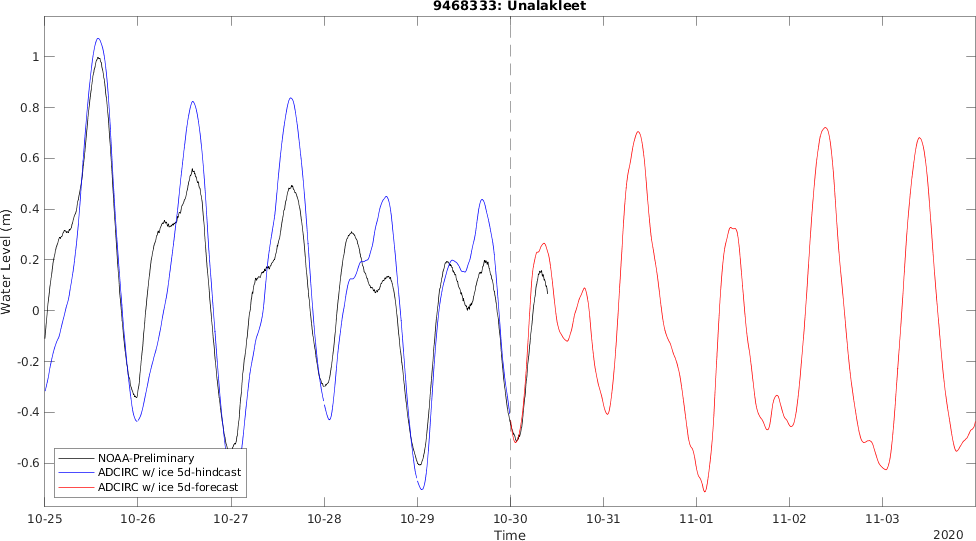 9468333: Unalakleet
Water Level (m)
1
0.8
0.6
0.4
0.2
0
-0.2
-0.4
-0.6
NOAA-Preliminary
ADCIRC w/ ice 5d-hindcast
ADCIRC w/ ice 5d-forecast
10-25 10-26 10-27 10-28 10-29 10-30 10-31 11-01 11-02 11-03
Time
2020